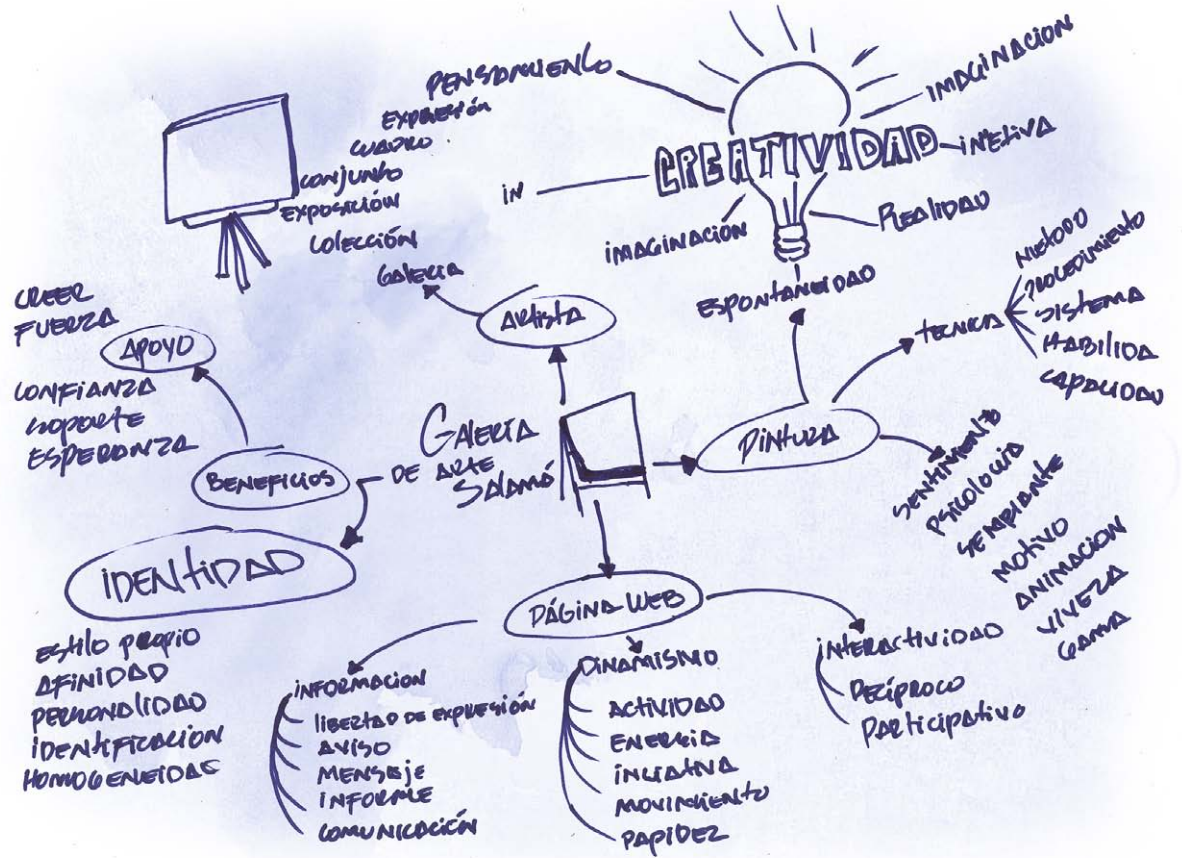 PENSAMIENTO
EXPRESIÓN
CUADRO
CONJUNTO
EXPOSICIÓN
COLECCIÓN
GALERIA
ARTISTA
IMAGINACION
CREATIVIDAD
IN
IMAGINACIÓN
REALIDAD
ESPONTANEIDAD
TECNICA
METODO
PROCEDIMIENTO
SISTEMA
HABILIDA
CAPACIDAD
CREER
FUERZA
APOYO
CONFIANZA
SOPORTE
ESPERANZA
BENEFICIOS
GALERIA
DE ARTE
SALAMÓ
PINTURA
SENTIMIENTO
PSICOLOGIA
SEMBLANTE
MOTIVO
ANIMACION
VIVEZA
GAMA
IDENTIDAD
ESTILO PROPIO
AFINIDAD
PERSONALIDAD
IDENTIFICACION
HOMOGENEIDAD
PÁGINA WEB
INFORMACION
LIBERTAD DE EXPRESIÓN
AVISO
MENSAJE
INFORME
COMUNICACIÓN
DINAMISMO
ACTIVIDAD
ENERGIA
INCIATIVA
MOVIMIENTO
RAPIDEZ
INTERACTIVIDAD
RECÍPROCO
PARTICIPATIVO